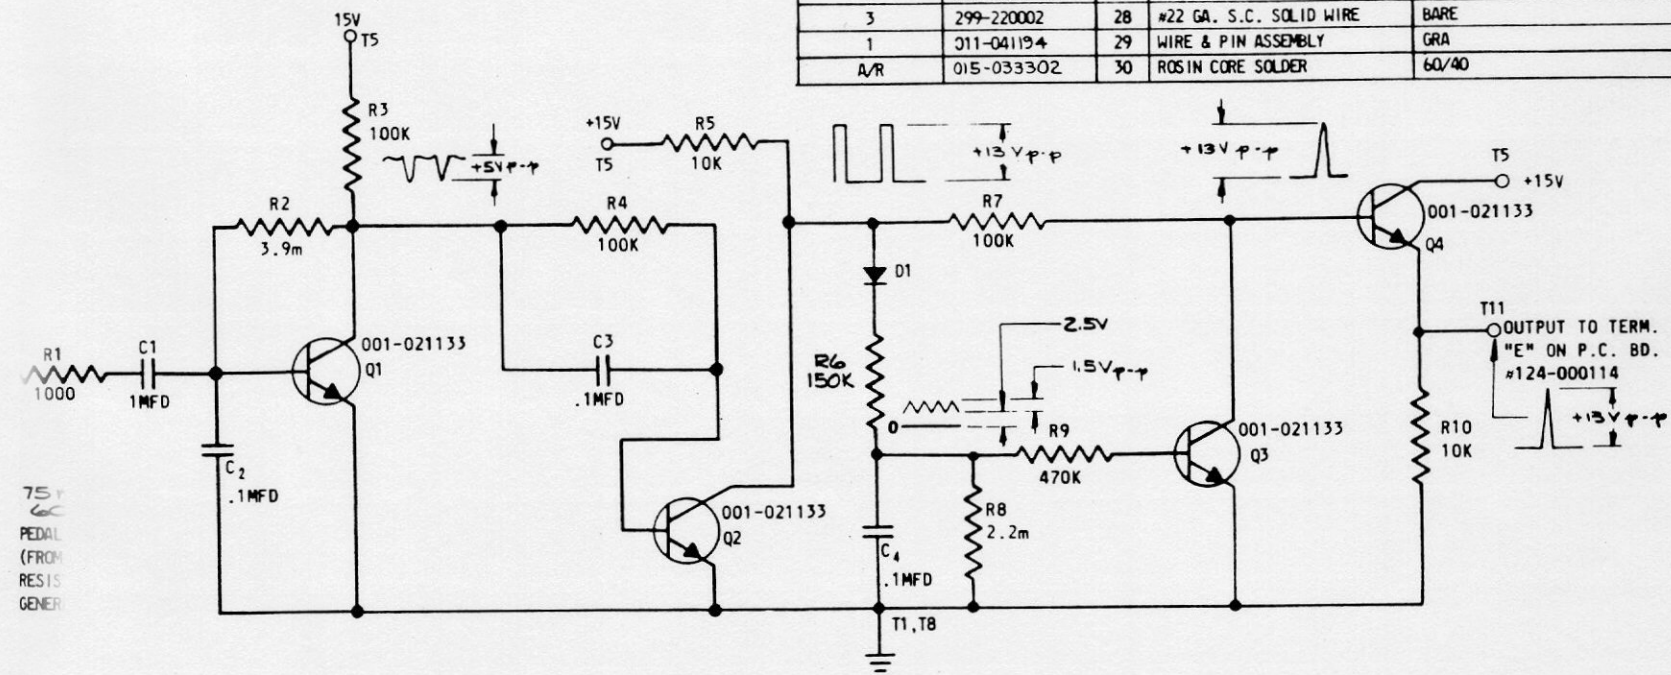 3 299-220002 28 #22 GA. S.C. SOLID WIRE BARE
1 011-041194 29 WIRE & PIN ASSEMBLY GRA
A/R 015-033302 30 ROSIN CORE SOLDER 60/40
15V
T5
R3
100K
+5V p-p
+15V
T5
R5
10K
+13V p-p
+13V p-p
T5
+15V
R2
3.9m
R4
100K
R7
100K
001-021133
Q4
D1
R1
1000
C1
1MFD
001-021133
Q1
C3
.1MFD
R6
150K
2.5V
1.5V p-p
0
T11
OUTPUT TO TERM.
"E" ON P.C. BD.
#124-000114
+13V p-p
C2
.1MFD
R9
470K
001-021133
Q3
R10
10K
75
60
PEDAL
(FROM
RESIS
GENER
001-021133
Q2
C4
.1MFD
R8
2.2m
T1,T8